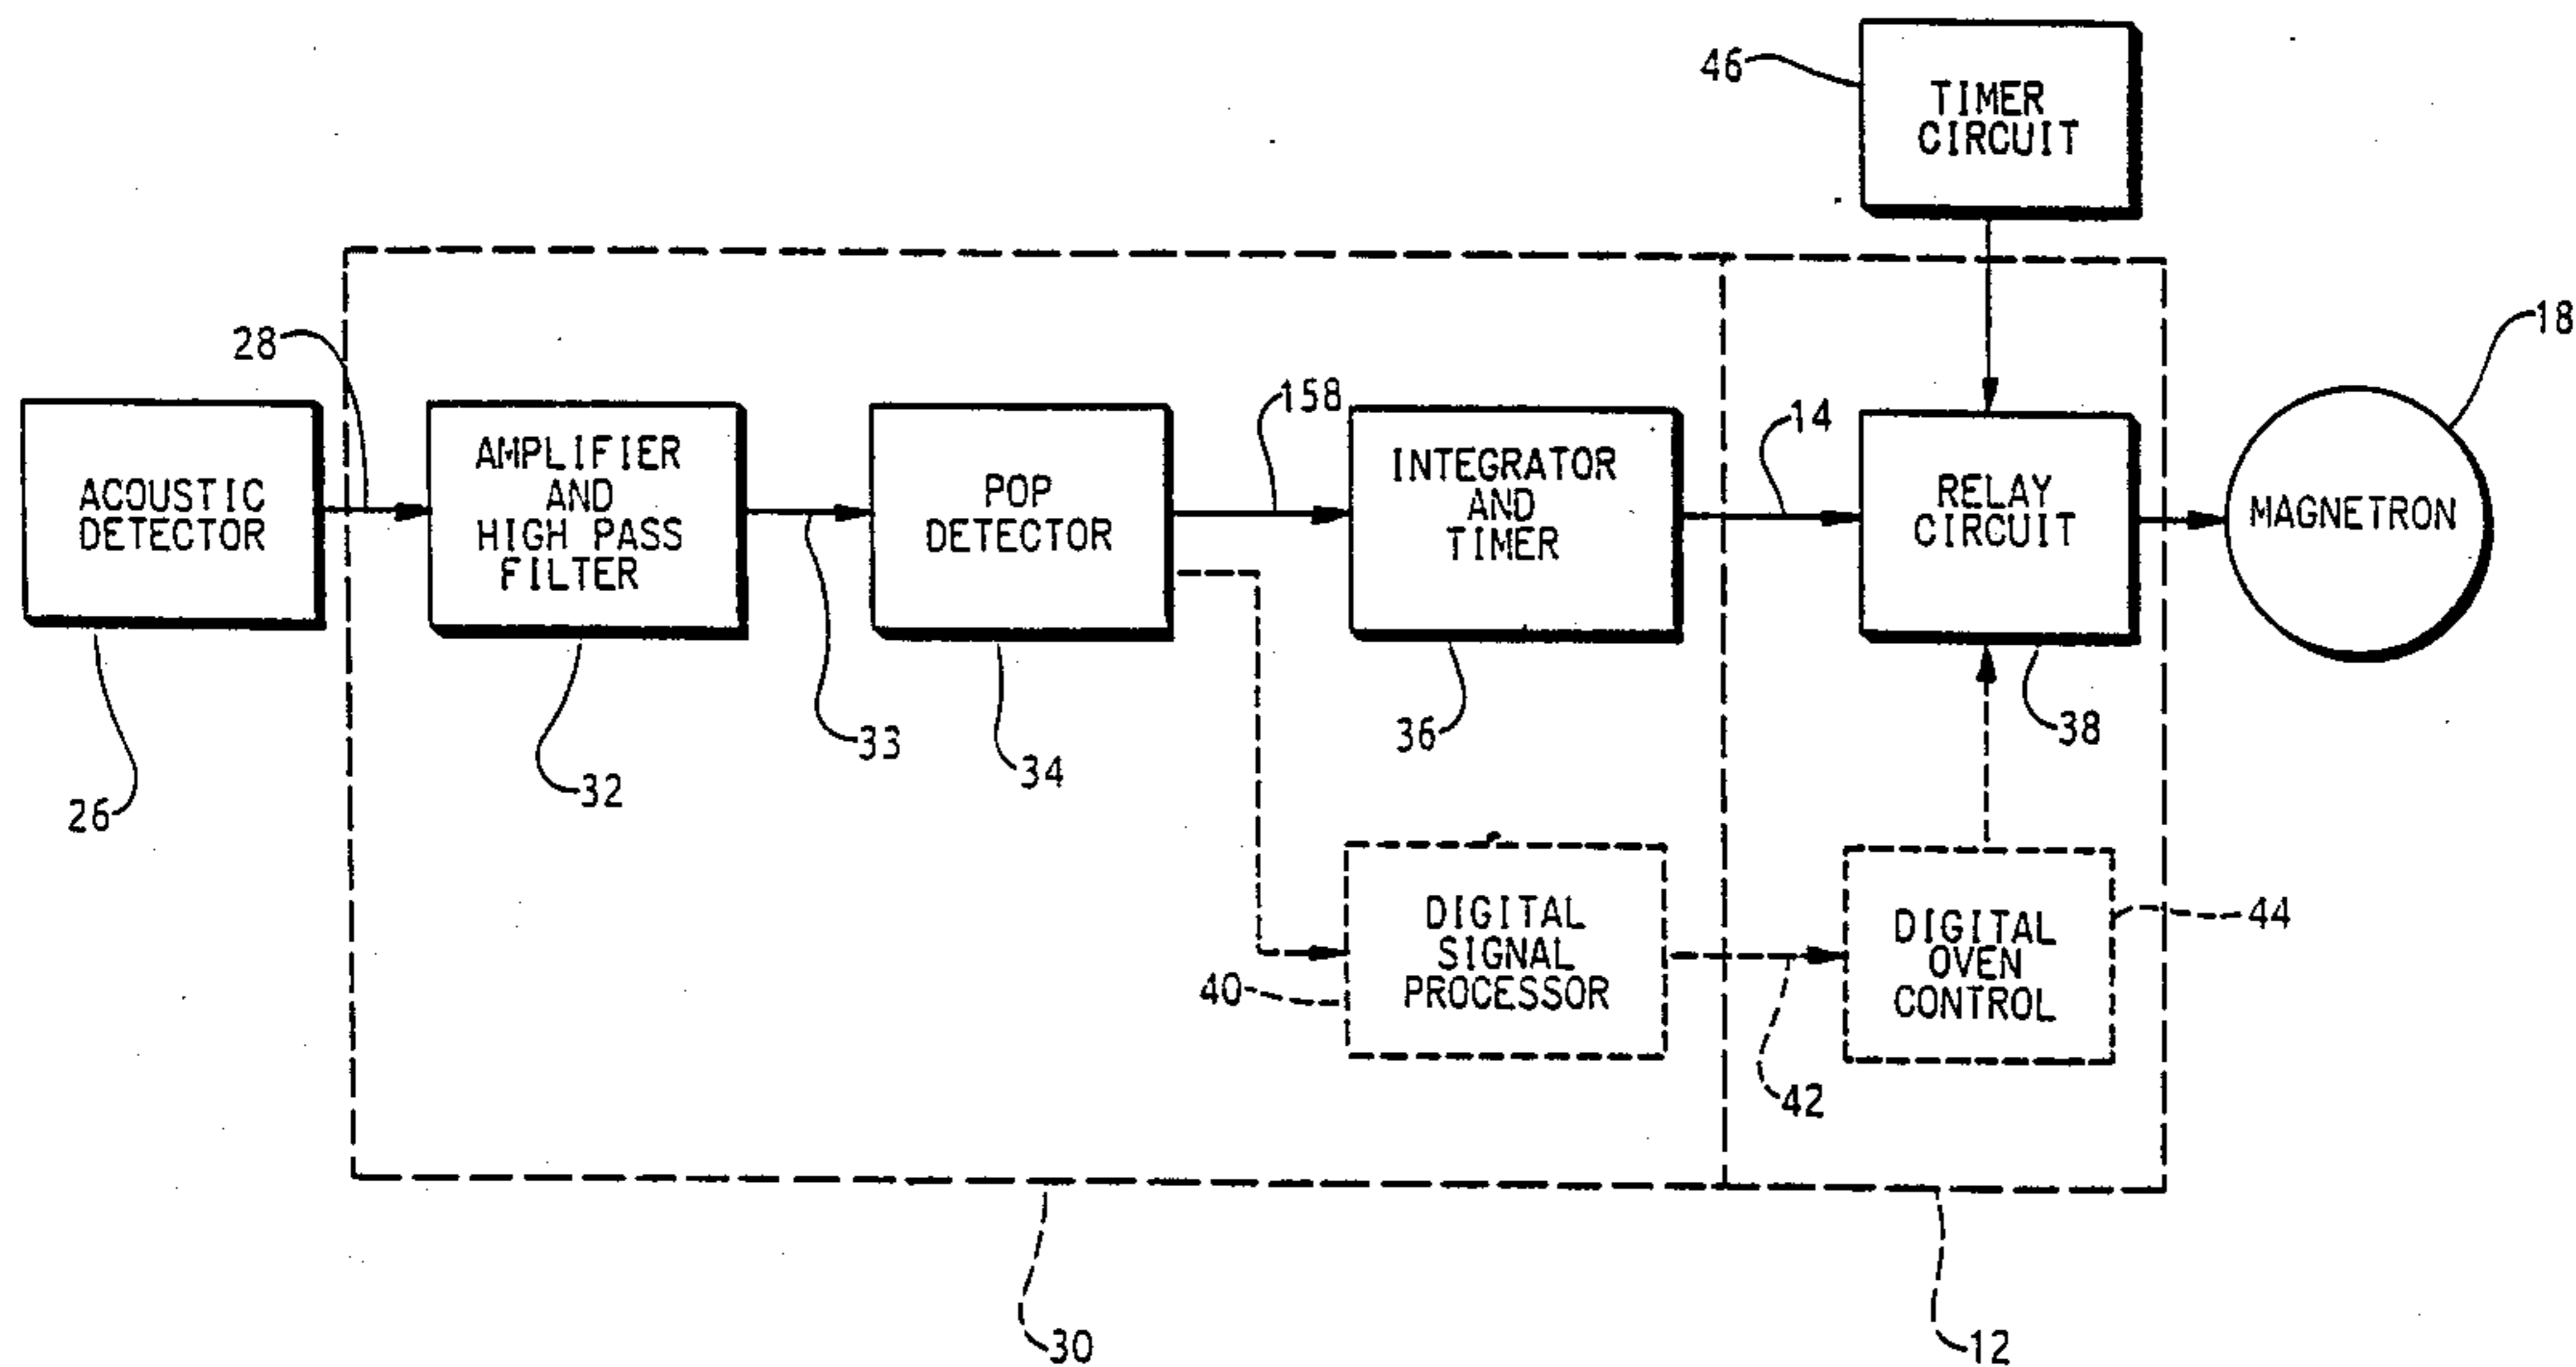 46
TIMER
CIRCUIT
18
28
158
14
ACOUSTIC
DETECTOR
AMPLIFIER
AND
HIGH PASS
FILTER
POP
DETECTOR
INTEGRATOR
AND
TIMER
RELAY
CIRCUIT
MAGNETRON
26
32
33
34
36
38
40
DIGITAL
SIGNAL
PROCESSOR
42
DIGITAL
OVEN
CONTROL
44
30
12